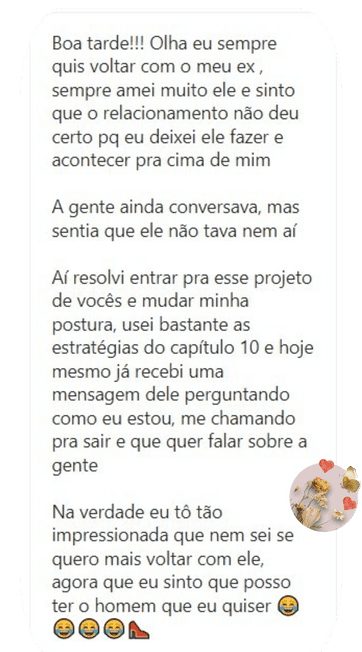 Boa tarde!!! Olha eu sempre
quis voltar com o meu ex ,
sempre amei muito ele e sinto
que o relacionamento não deu
certo pq eu deixei ele fazer e
acontecer pra cima de mim
A gente ainda conversava, mas
sentia que ele não tava nem aí
Aí resolvi entrar pra esse projeto
de vocês e mudar minha
postura, usei bastante as
estratégias do capítulo 10 e hoje
mesmo já recebi uma
mensagem dele perguntando
como eu estou, me chamando
pra sair e que quer falar sobre a
gente
Na verdade eu tô tão
impressionada que nem sei se
quero mais voltar com ele,
agora que eu sinto que posso
ter o homem que eu quiser 😂
😂😂😂👠